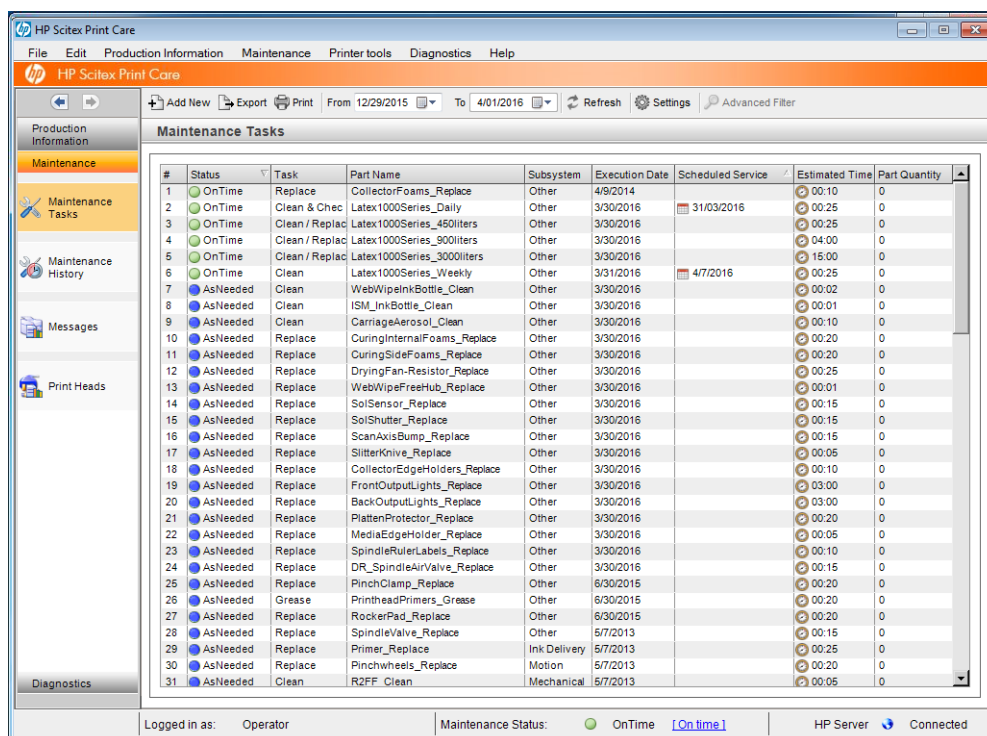 HP Scitex Print Care
File Edit Production Information Maintenance Printer tools Diagnostics Help
hp HP Scitex Print Care
Add New Export Print From 12/29/2015 To 4/01/2016 Refresh Settings Advanced Filter
Production Information
Maintenance
Maintenance Tasks
Maintenance History
Messages
Print Heads
Diagnostics
Maintenance Tasks
# Status Task Part Name Subsystem Execution Date Scheduled Service Estimated Time Part Quantity
1 OnTime Replace CollectorFoams_Replace Other 4/9/2014 00:10 0
2 OnTime Clean & Chec Latex1000Series_Daily Other 3/30/2016 31/03/2016 00:25 0
3 OnTime Clean / Replac Latex1000Series_450liters Other 3/30/2016 00:25 0
4 OnTime Clean / Replac Latex1000Series_900liters Other 3/30/2016 04:00 0
5 OnTime Clean / Replac Latex1000Series_3000liters Other 3/30/2016 15:00 0
6 OnTime Clean Latex1000Series_Weekly Other 3/31/2016 4/7/2016 00:25 0
7 AsNeeded Clean WebWipeInkBottle_Clean Other 3/30/2016 00:02 0
8 AsNeeded Clean ISM_InkBottle_Clean Other 3/30/2016 00:01 0
9 AsNeeded Clean CarriageAerosol_Clean Other 3/30/2016 00:10 0
10 AsNeeded Replace CuringInternalFoams_Replace Other 3/30/2016 00:20 0
11 AsNeeded Replace CuringSideFoams_Replace Other 3/30/2016 00:20 0
12 AsNeeded Replace DryingFan-Resistor_Replace Other 3/30/2016 00:25 0
13 AsNeeded Replace WebWipeFreeHub_Replace Other 3/30/2016 00:01 0
14 AsNeeded Replace SolSensor_Replace Other 3/30/2016 00:15 0
15 AsNeeded Replace SolShutter_Replace Other 3/30/2016 00:15 0
16 AsNeeded Replace ScanAxisBump_Replace Other 3/30/2016 00:15 0
17 AsNeeded Replace SlitterKnive_Replace Other 3/30/2016 00:05 0
18 AsNeeded Replace CollectorEdgeHolders_Replace Other 3/30/2016 00:10 0
19 AsNeeded Replace FrontOutputLights_Replace Other 3/30/2016 03:00 0
20 AsNeeded Replace BackOutputLights_Replace Other 3/30/2016 03:00 0
21 AsNeeded Replace PlattenProtector_Replace Other 3/30/2016 00:20 0
22 AsNeeded Replace MediaEdgeHolder_Replace Other 3/30/2016 00:05 0
23 AsNeeded Replace SpindleRulerLabels_Replace Other 3/30/2016 00:10 0
24 AsNeeded Replace DR_SpindleAirValve_Replace Other 3/30/2016 00:15 0
25 AsNeeded Replace PinchClamp_Replace Other 6/30/2015 00:20 0
26 AsNeeded Grease PrintheadPrimers_Grease Other 6/30/2015 00:20 0
27 AsNeeded Replace RockerPad_Replace Other 6/30/2015 00:20 0
28 AsNeeded Replace SpindleValve_Replace Other 5/7/2013 00:15 0
29 AsNeeded Replace Primer_Replace Ink Delivery 5/7/2013 00:25 0
30 AsNeeded Replace Pinchwheels_Replace Motion 5/7/2013 00:20 0
31 AsNeeded Clean R2FF_Clean Mechanical 5/7/2013 00:05 0
Logged in as: Operator Maintenance Status: OnTime [ On time ] HP Server Connected